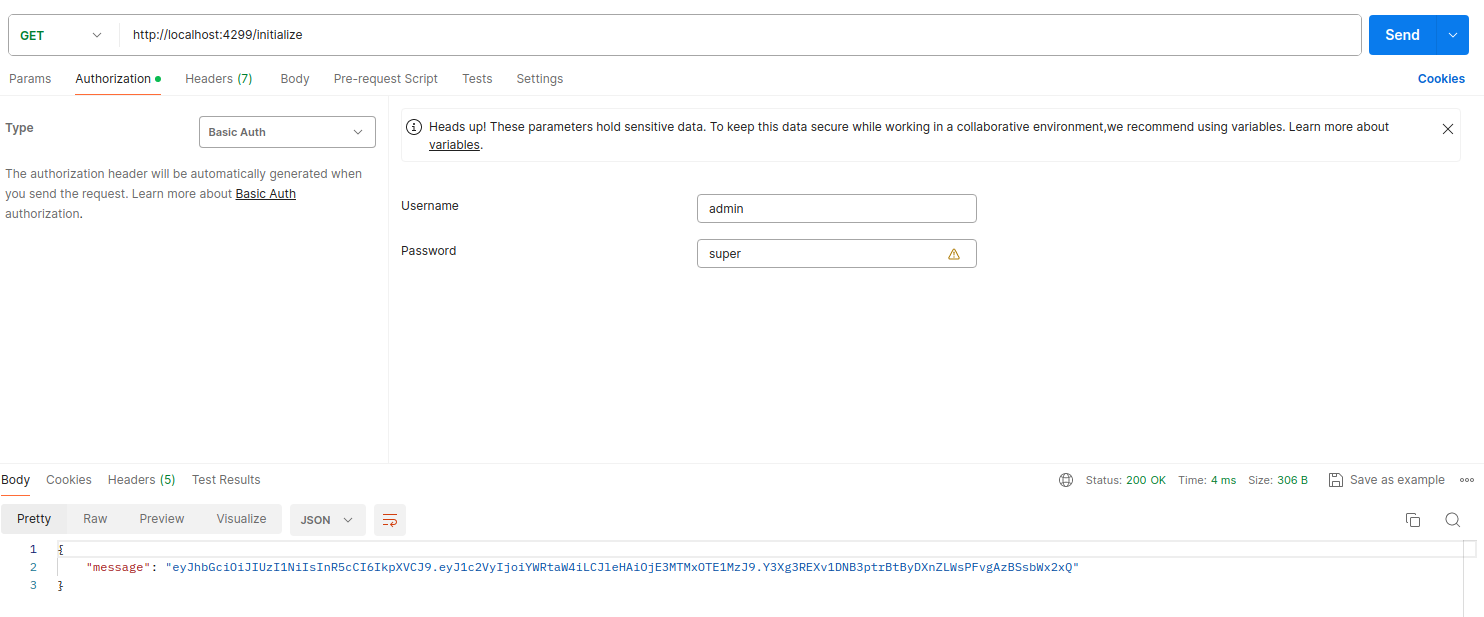 GET http://localhost:4299/initialize Send
Params Authorization Headers (7) Body Pre-request Script Tests Settings Cookies
Type Basic Auth
The authorization header will be automatically generated when
you send the request. Learn more about Basic Auth
authorization.
Heads up! These parameters hold sensitive data. To keep this data secure while working in a collaborative environment,we recommend using variables. Learn more about
variables.
Username admin
Password super
Body Cookies Headers (5) Test Results Status: 200 OK Time: 4 ms Size: 306 B Save as example
Pretty Raw Preview Visualize JSON
1 {
2 "message": "eyJhbGciOiJIUzI1NiIsInR5cCI6IkpXVCJ9.eyJ1c2VyIjoiYWRtaW4iLCJleHAiOjE3MTMxOTE1MzJ9.Y3Xg3REXv1DNB3ptrBtByDXnZLWsPFvgAzBSsbWx2xQ"
3 }